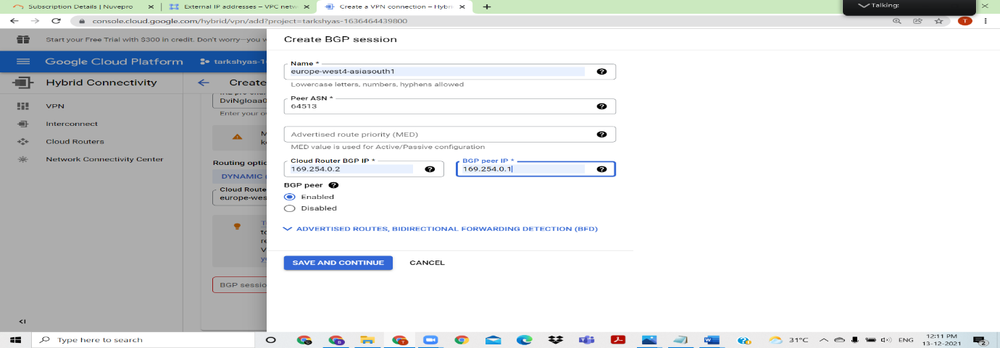 Subscription Details | Nuvepro
External IP addresses – VPC netw
Create a VPN connection – Hybri
Talking:
console.cloud.google.com/hybrid/vpn/add?project=tarkshyas-1636464439800
T
Start your Free Trial with $300 in credit. Don't worry—you w
Google Cloud Platform
tarkshyas-1
Hybrid Connectivity
Create
VPN
Interconnect
Cloud Routers
Network Connectivity Center
DviNgloaa0
Enter your o
M
Routing optio
DYNAMIC (
Cloud Route
europe-wes
BGP sessio
Create BGP session
Name *
europe-west4-asiasouth1
Lowercase letters, numbers, hyphens allowed
Peer ASN *
64513
Advertised route priority (MED)
MED value is used for Active/Passive configuration
Cloud Router BGP IP *
169.254.0.2
BGP peer IP *
169.254.0.1
BGP peer
Enabled
Disabled
ADVERTISED ROUTES, BIDIRECTIONAL FORWARDING DETECTION (BFD)
SAVE AND CONTINUE
CANCEL
Type here to search
31°C
ENG
12:11 PM
13-12-2021
2